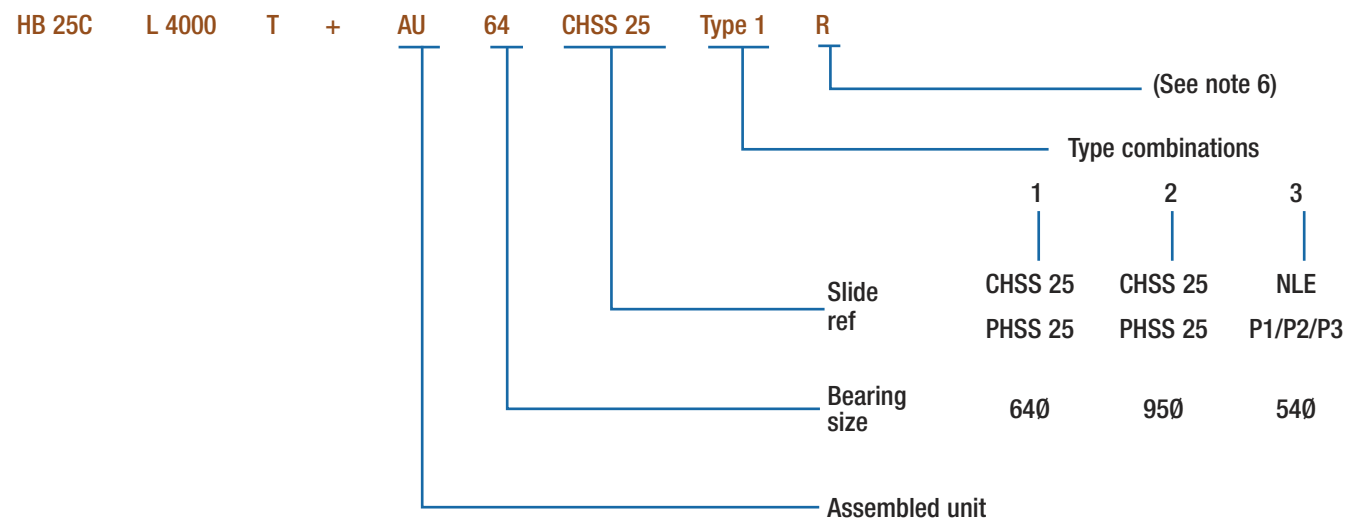 HB 25C L 4000 T + AU 64 CHSS 25 Type 1 R
(See note 6)
Type combinations
1 2 3
Slide
ref
CHSS 25 CHSS 25 NLE
PHSS 25 PHSS 25 P1/P2/P3
Bearing
size
64Ø 95Ø 54Ø
Assembled unit